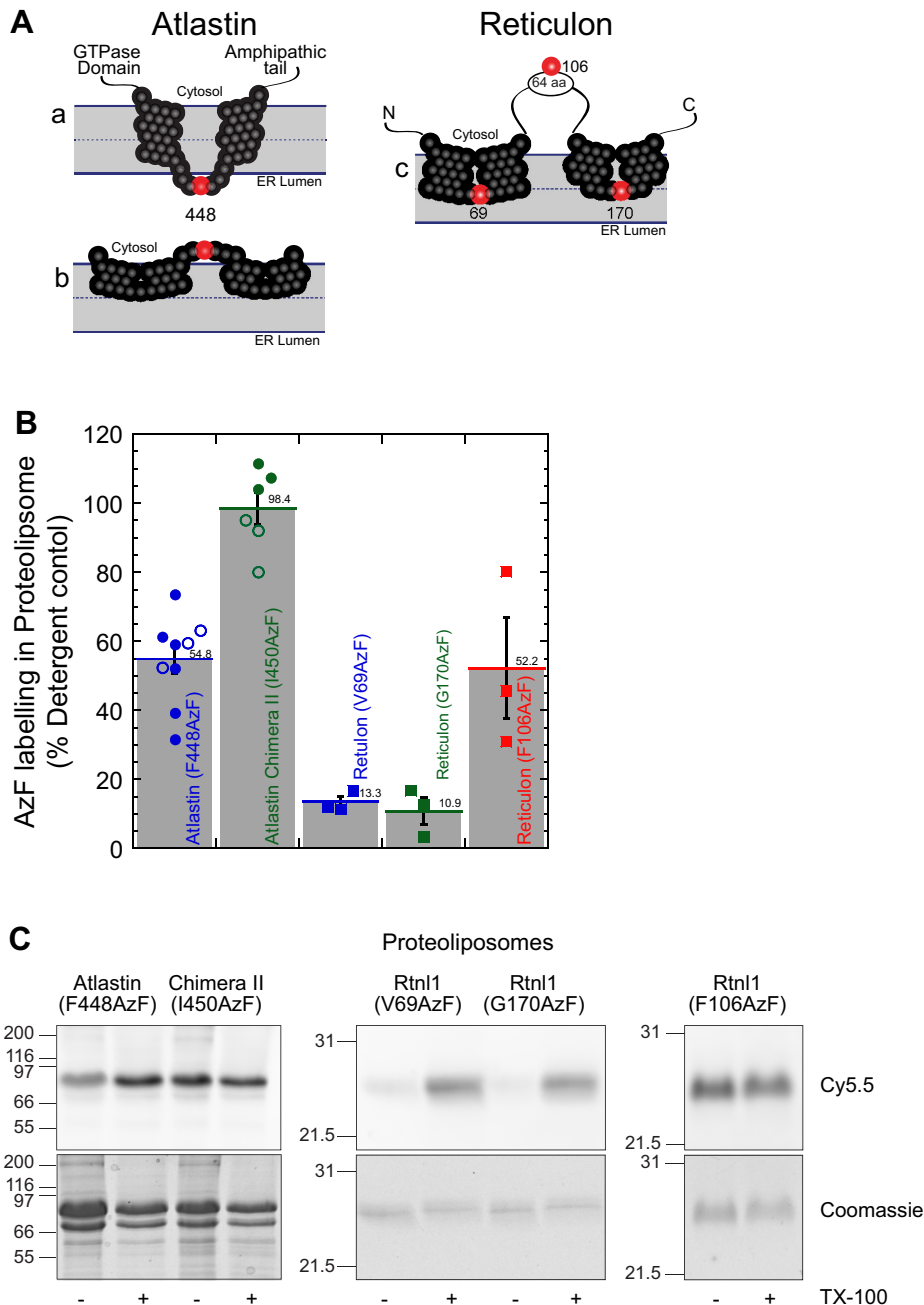 A
Atlastin
Reticulon
GTPase
Domain
Amphipathic
tail
Cytosol
a
ER Lumen
448
Cytosol
b
ER Lumen
106
64 aa
N
C
Cytosol
c
69
170
ER Lumen
B
AzF labelling in Proteolipsome
(% Detergent contol)
120
100
80
60
40
20
0
54.8
Atlastin (F448AzF)
98.4
Atlastin Chimera II (I450AzF)
13.3
Retulon (V69AzF)
10.9
Reticulon (G170AzF)
52.2
Reticulon (F106AzF)
C
Proteoliposomes
Atlastin
(F448AzF)
Chimera II
(I450AzF)
Rtnl1
(V69AzF)
Rtnl1
(G170AzF)
Rtnl1
(F106AzF)
200
116
97
66
55
31
21.5
31
21.5
Cy5.5
200
116
97
66
55
31
21.5
31
21.5
Coomassie
- + - + - + - + - + TX-100